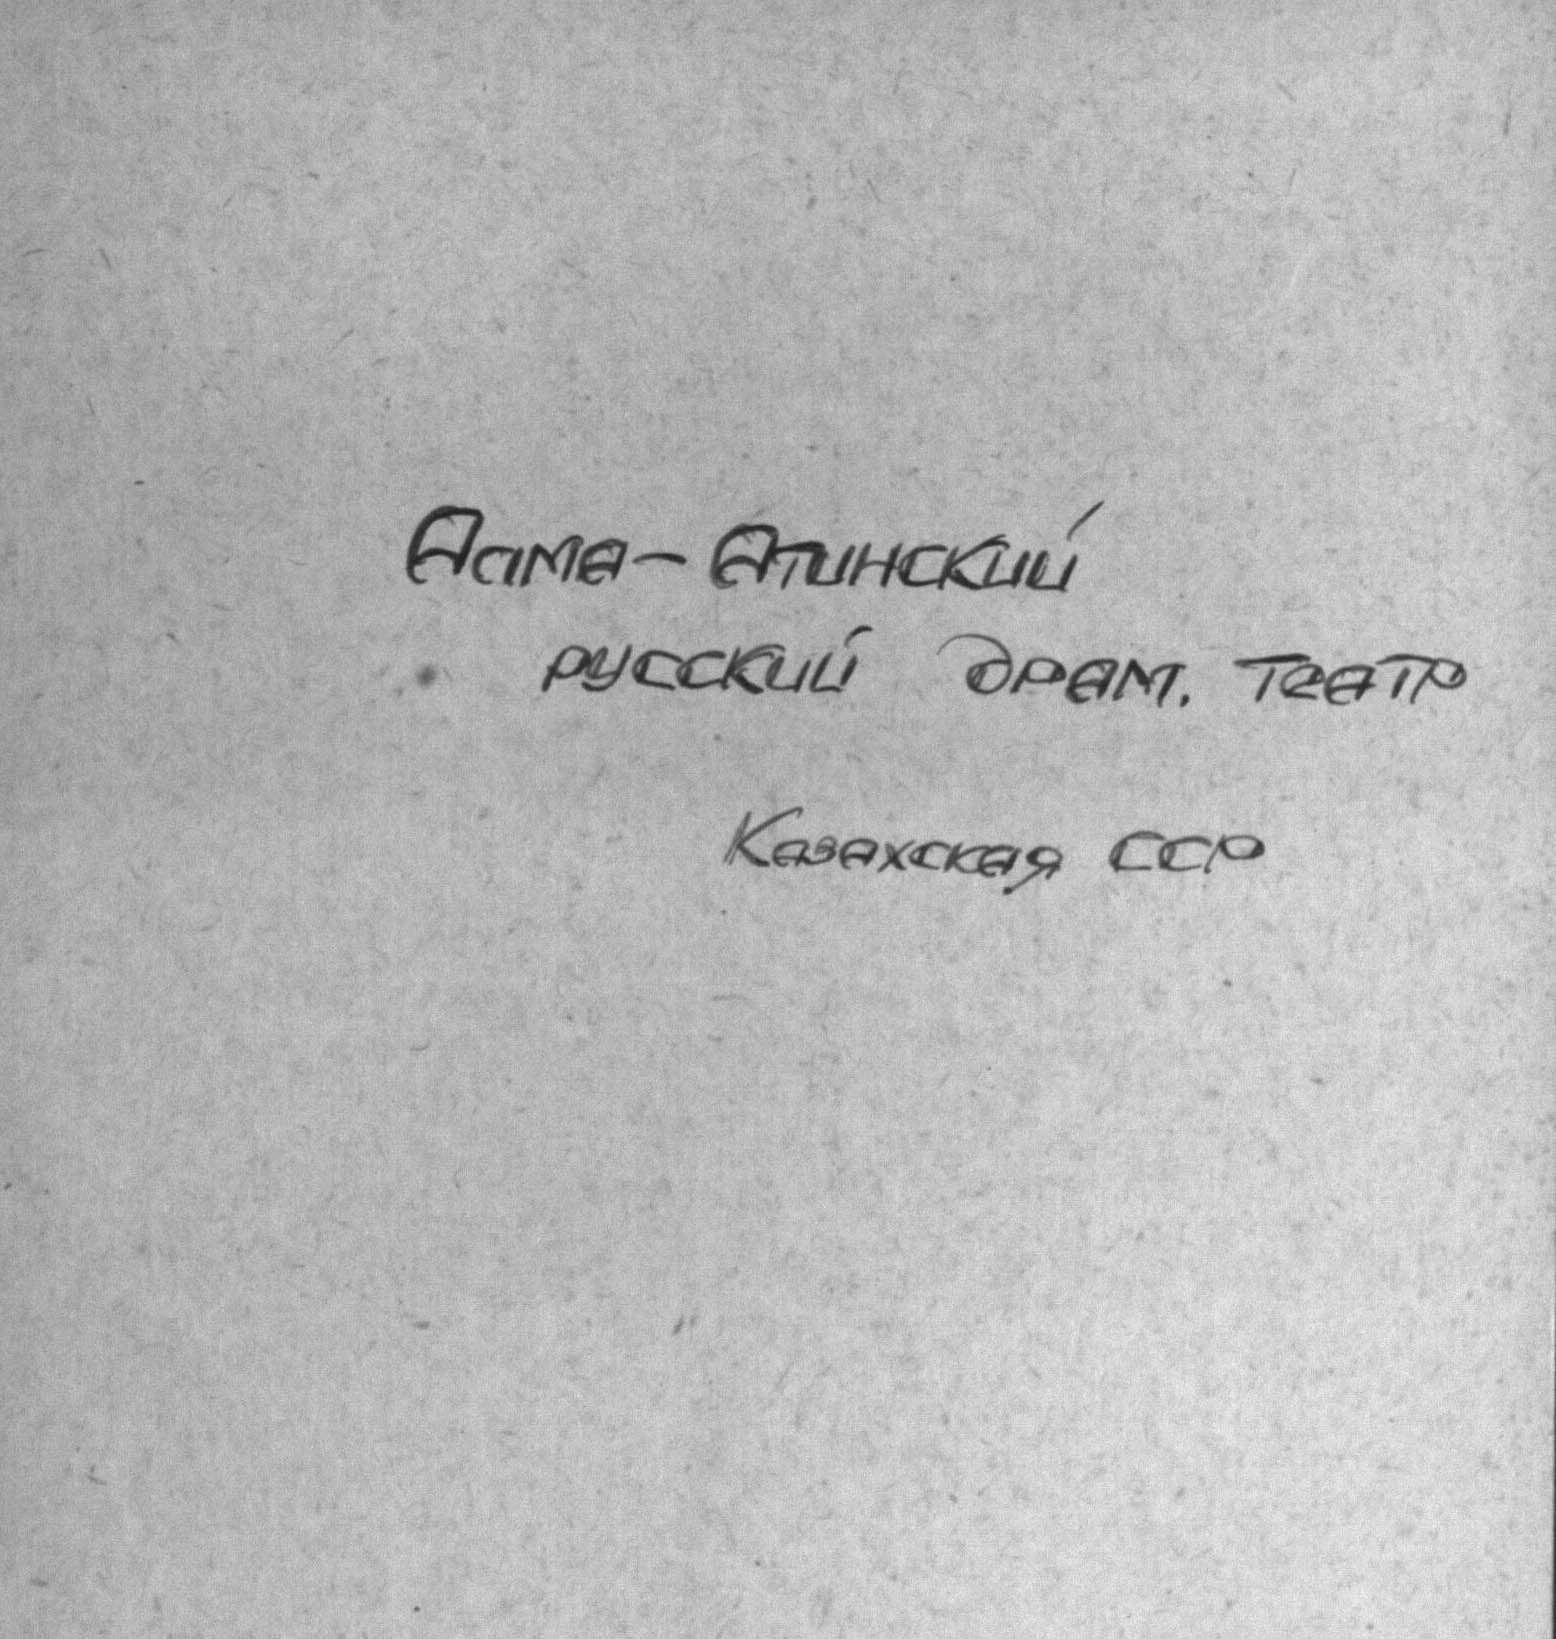 Алма-Атинский
русский драм. театр
Казахская ССР